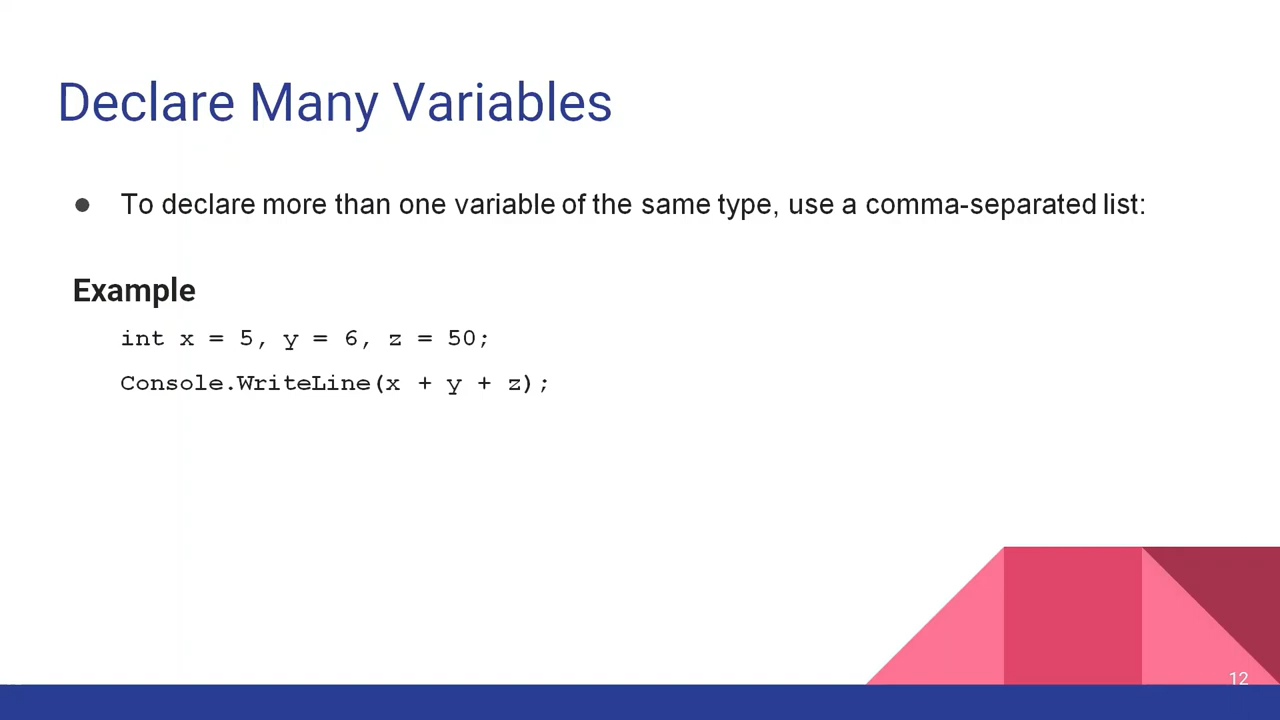 Declare Many Variables
● To declare more than one variable of the same type, use a comma-separated list:
Example
int x = 5, y = 6, z = 50;
Console.WriteLine(x + y + z);
12